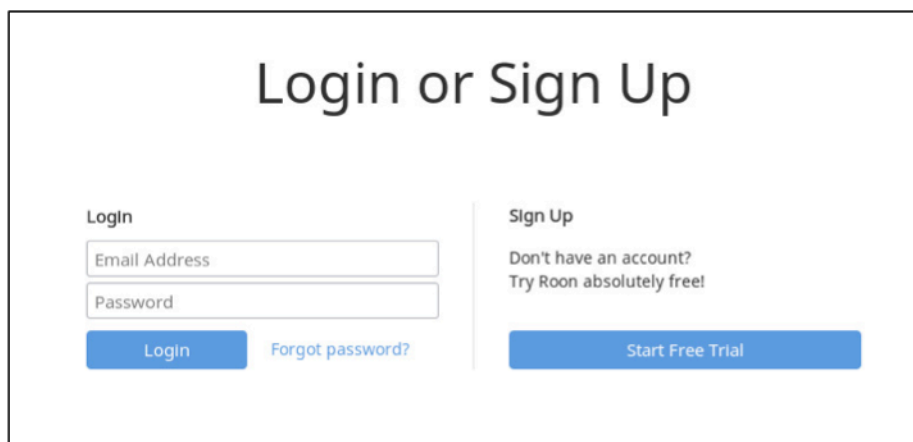 Login or Sign Up
Login
Email Address
Password
Login
Forgot password?
Sign Up
Don't have an account?
Try Roon absolutely free!
Start Free Trial